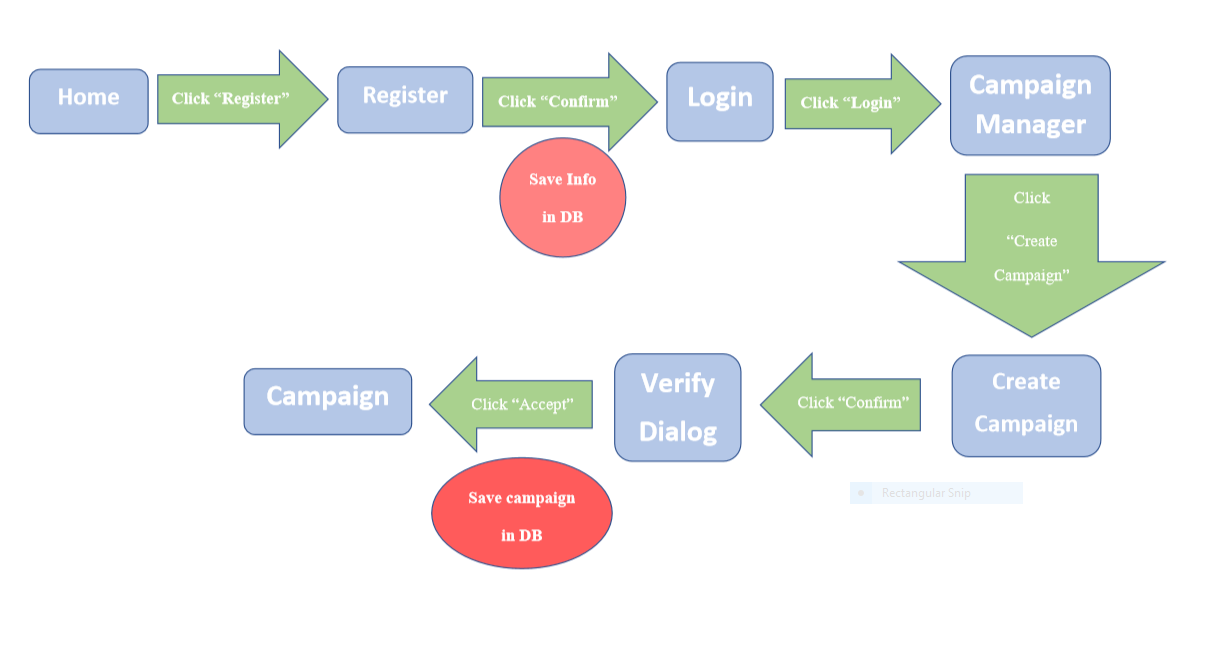 Home
Click “Register”
Register
Click “Confirm”
Login
Click “Login”
Campaign
Manager
Save Info
in DB
Click
“Create
Campaign”
Create
Campaign
Click “Confirm”
Verify
Dialog
Click “Accept”
Campaign
Save campaign
in DB
Rectangular Snip